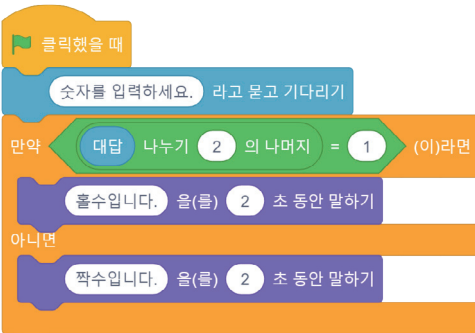 클릭했을 때
숫자를 입력하세요. 라고 묻고 기다리기
만약 대답 나누기 2 의 나머지 = 1 (이)라면
홀수입니다. 을(를) 2 초 동안 말하기
아니면
짝수입니다. 을(를) 2 초 동안 말하기